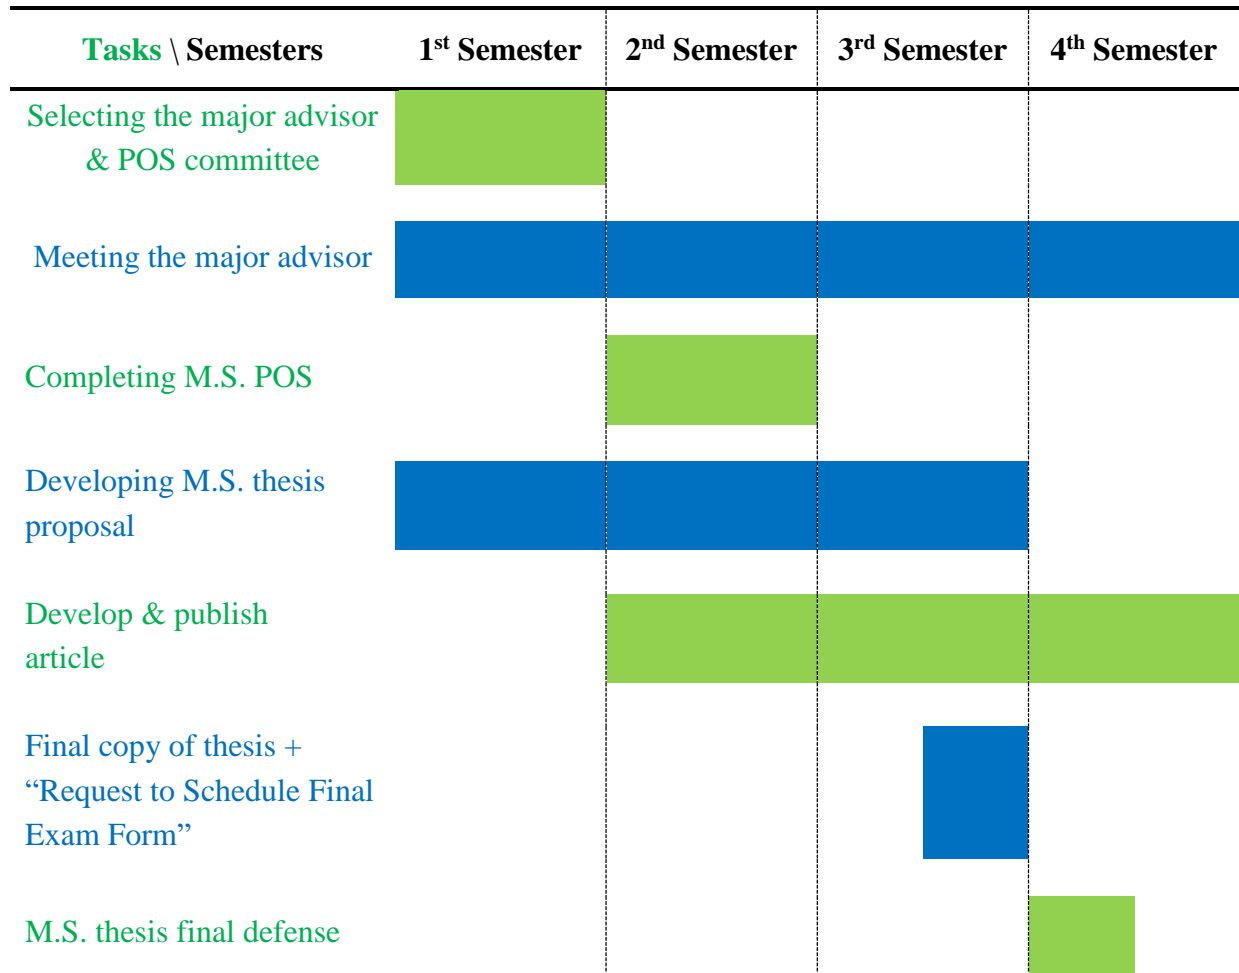 Tasks \ Semesters 1st Semester 2nd Semester 3rd Semester 4th Semester
Selecting the major advisor
& POS committee
Meeting the major advisor
Completing M.S. POS
Developing M.S. thesis
proposal
Develop & publish
article
Final copy of thesis +
“Request to Schedule Final
Exam Form”
M.S. thesis final defense